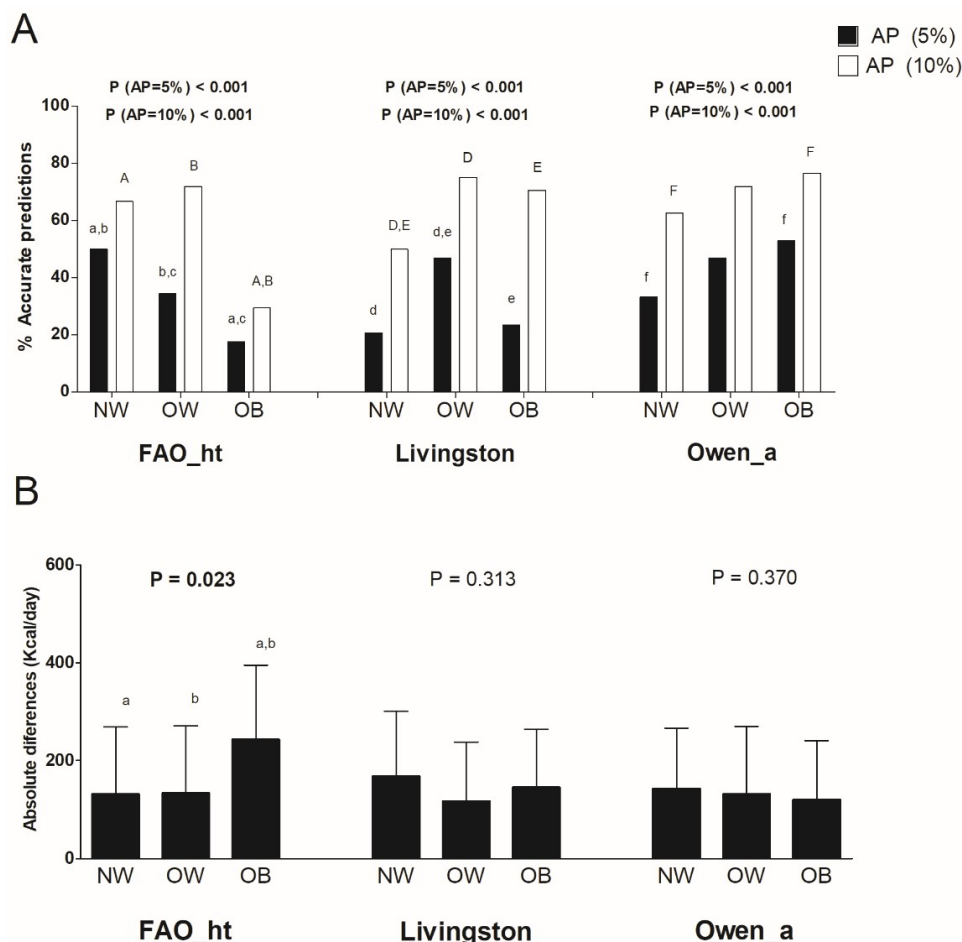 A
AP (5%)
AP (10%)
P (AP=5%) < 0.001 P (AP=5%) < 0.001 P (AP=5%) < 0.001
P (AP=10%) < 0.001 P (AP=10%) < 0.001 P (AP=10%) < 0.001
% Accurate predictions
100
80
60
40
20
0
a,b A b,c B a,c A,B
d D,E d,e D e E
f F f F
NW OW OB NW OW OB NW OW OB
FAO_ht Livingston Owen_a
B
Absolute diferences (Kcal/day)
600
400
200
0
P = 0.023 P = 0.313 P = 0.370
a b a,b
NW OW OB NW OW OB NW OW OB
FAO_ht Livingston Owen_a